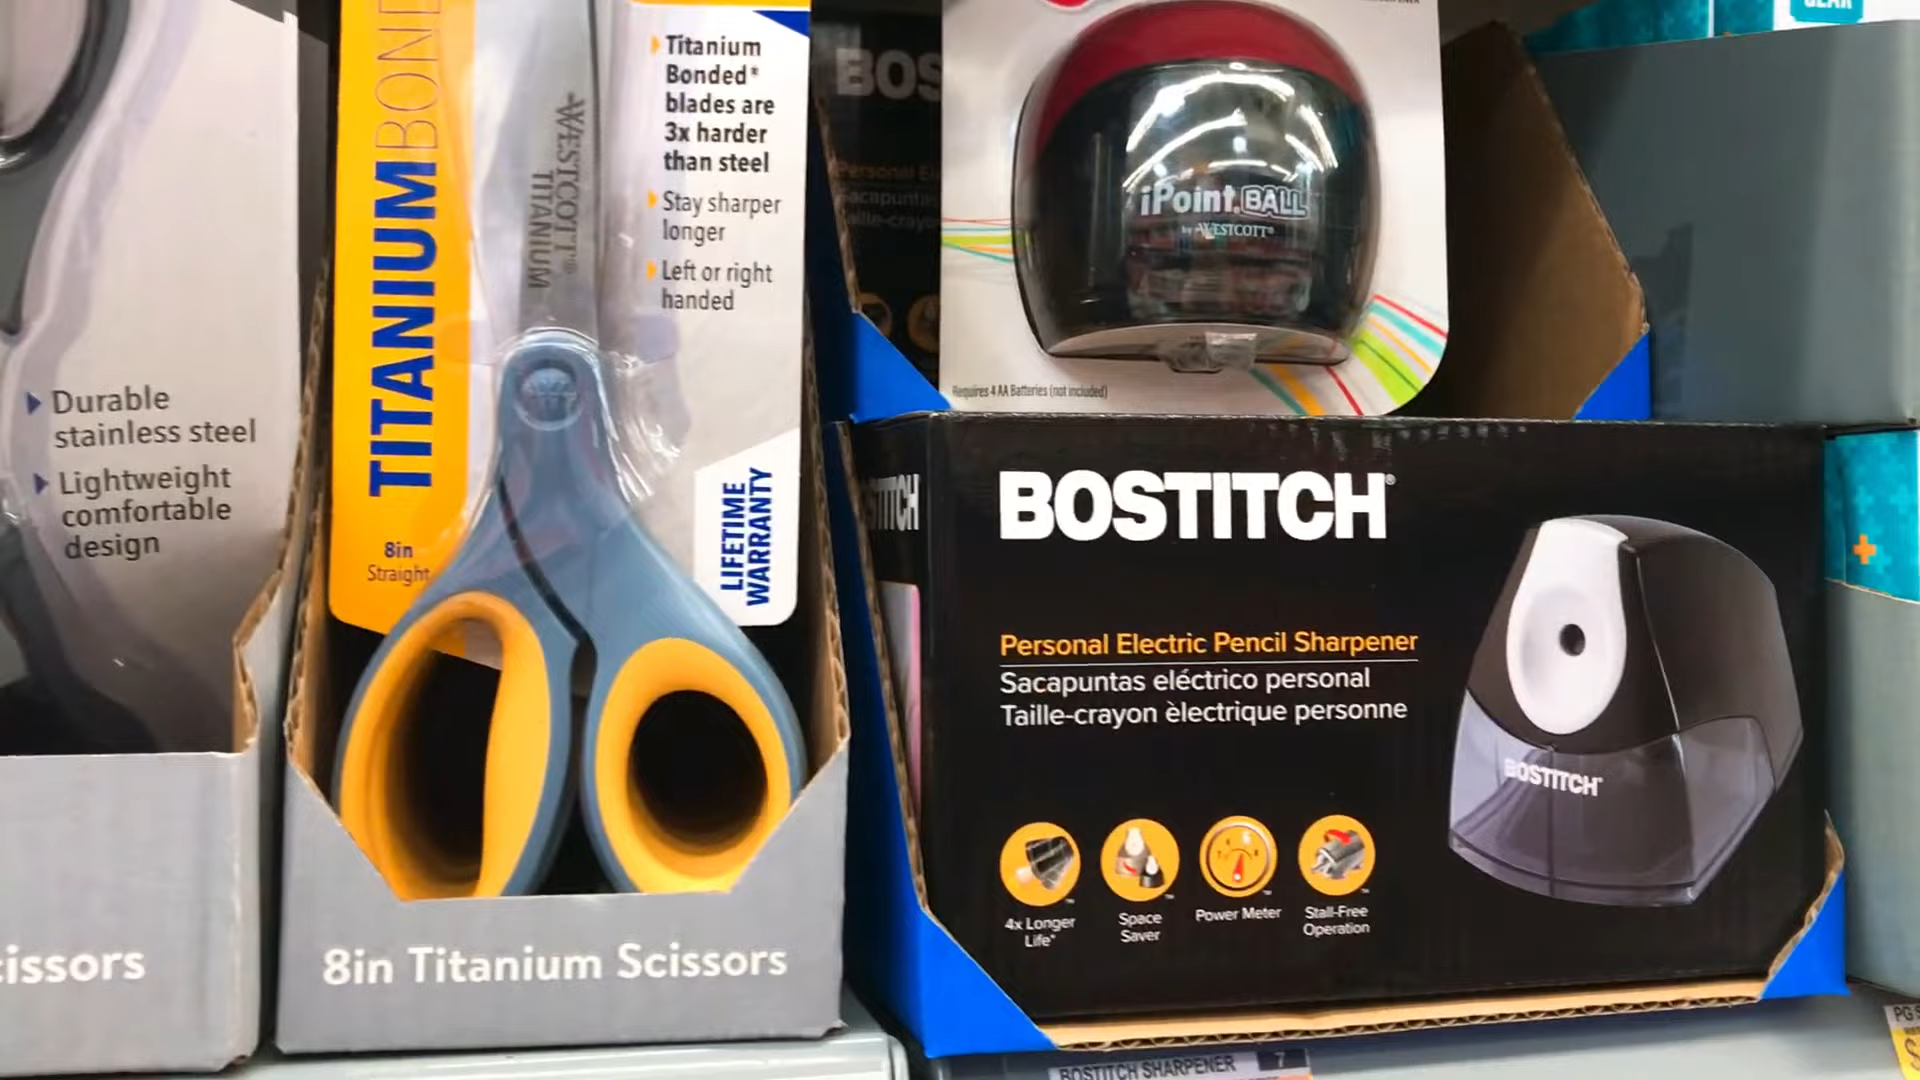 Durable
stainless steel
Lightweight
comfortable
design
TITANIUM
8in
Straight
WESTCOTT®
TITANIUM
Titanium
Bonded*
blades are
3x harder
than steel
Stay sharper
longer
Left or right
handed
LIFETIME
WARRANTY
8in Titanium Scissors
BOS
iPoint BALL
by WESTCOTT®
Requires 4 AA Batteries (not included)
GEAR
BOSTITCH®
Personal Electric Pencil Sharpener
Sacapuntas eléctrico personal
Taille-crayon èlectrique personne
BOSTITCH
4x Longer
Life*
Space
Saver
Power Meter
Stall-Free
Operation
BOSTITCH SHARPENER 7